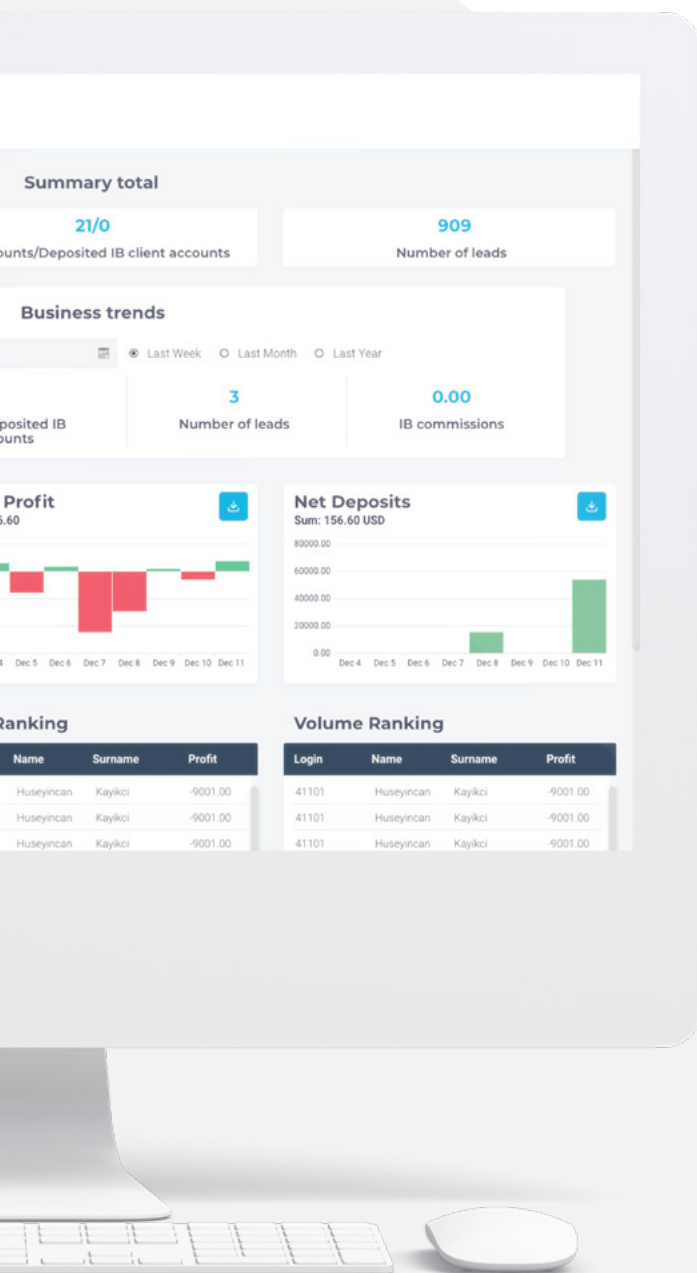 Summary total
21/0
909
ounts/Deposited IB client accounts
Number of leads
Business trends
Last Week
Last Month
Last Year
posited IB
ounts
3
Number of leads
0.00
IB commissions
Profit
6.60
Dec 5 Dec 6 Dec 7 Dec 8 Dec 9 Dec 10 Dec 11
Net Deposits
Sum: 156.60 USD
80000.00
60000.00
40000.00
20000.00
0.00
Dec 4 Dec 5 Dec 6 Dec 7 Dec 8 Dec 9 Dec 10 Dec 11
Ranking
Name Surname Profit
Huseyincan Kayikci -9001.00
Huseyincan Kayikci -9001.00
Huseyincan Kayikci -9001.00
Volume Ranking
Login Name Surname Profit
41101 Huseyincan Kayikci -9001.00
41101 Huseyincan Kayikci -9001.00
41101 Huseyincan Kayikci -9001.00